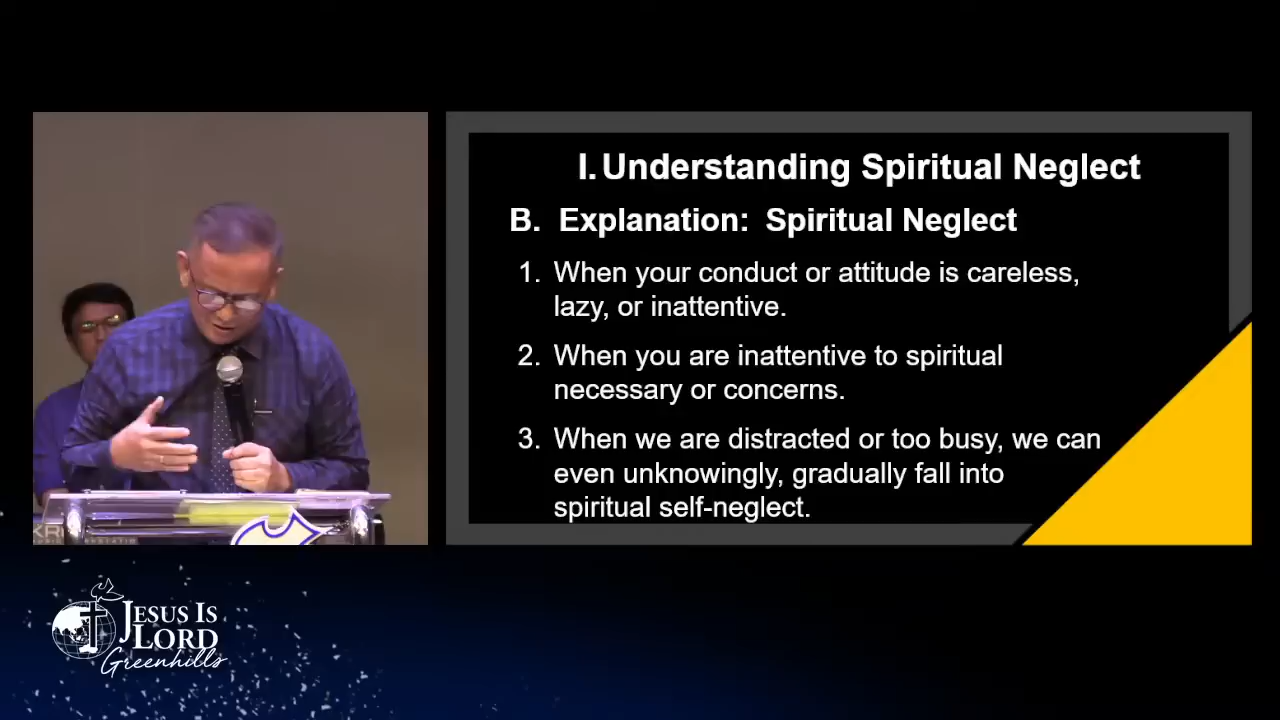 I. Understanding Spiritual Neglect
B. Explanation: Spiritual Neglect
1. When your conduct or attitude is careless,
lazy, or inattentive.
2. When you are inattentive to spiritual
necessary or concerns.
3. When we are distracted or too busy, we can
even unknowingly, gradually fall into
spiritual self-neglect.
JESUS IS
LORD
Greenhills